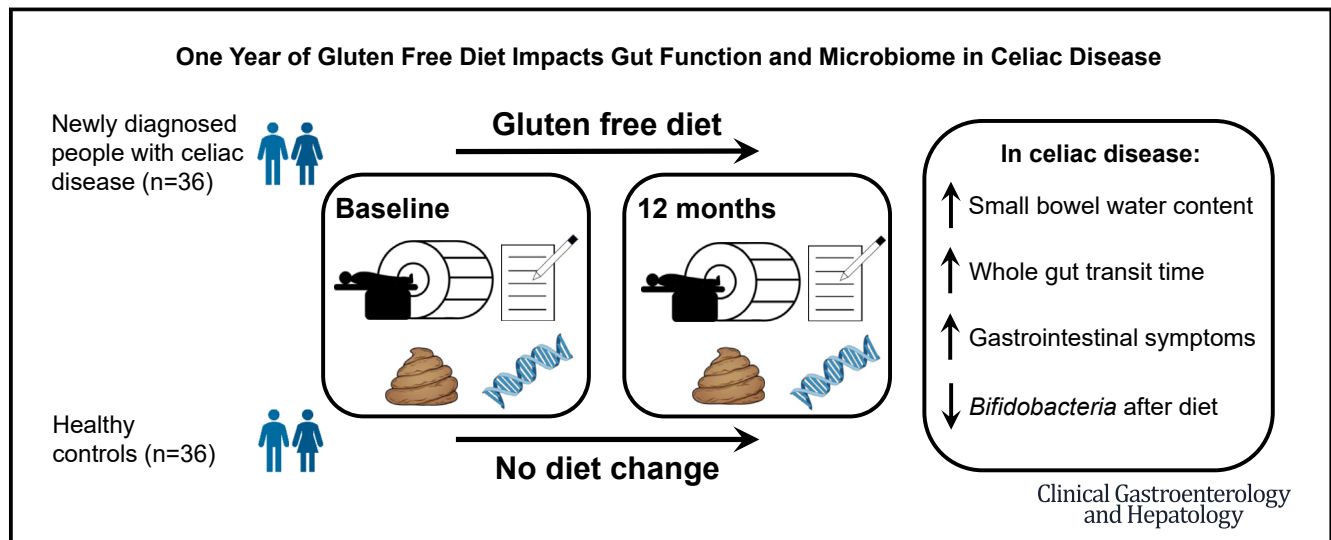 One Year of Gluten Free Diet Impacts Gut Function and Microbiome in Celiac Disease
Newly diagnosed
people with celiac
disease (n=36)
Gluten free diet
Baseline
12 months
Healthy
controls (n=36)
No diet change
In celiac disease:
↑ Small bowel water content
↑ Whole gut transit time
↑ Gastrointestinal symptoms
↓ Bifidobacteria after diet
Clinical Gastroenterology
and Hepatology